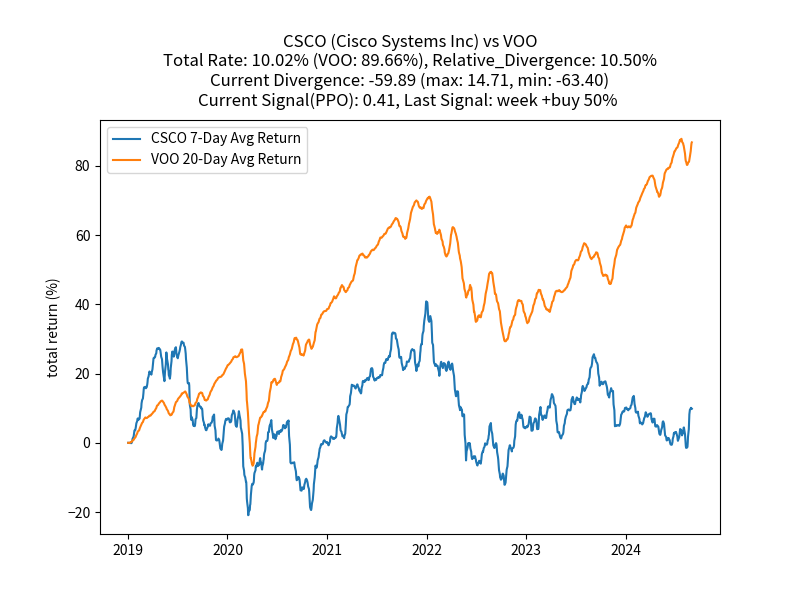 CSCO (Cisco Systems Inc) vs VOO
Total Rate: 10.02% (VOO: 89.66%), Relative_Divergence: 10.50%
Current Divergence: -59.89 (max: 14.71, min: -63.40)
Current Signal(PPO): 0.41, Last Signal: week +buy 50%
CSCO 7-Day Avg Return
VOO 20-Day Avg Return
total return (%)
80
60
40
20
0
−20
2019 2020 2021 2022 2023 2024